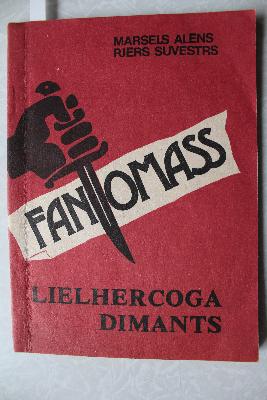 MARSELS ALENS
PJERS SUVESTRS
FANTOMASS
LIELHERCOGA
DIMANTS